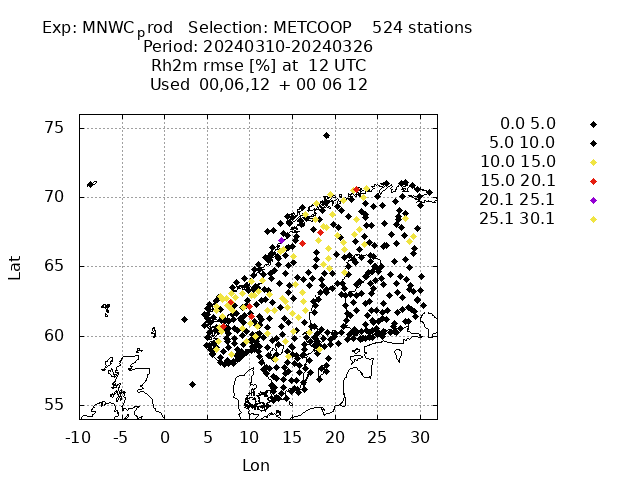 Exp: MNWC_prod   Selection: METCOOP    524 stations
Period: 20240310-20240326
Rh2m rmse [%] at  12 UTC
Used  00,06,12  + 00 06 12
0.0 5.0
5.0 10.0
10.0 15.0
15.0 20.1
20.1 25.1
25.1 30.1
75
70
65
60
55
Lat
-10 -5 0 5 10 15 20 25 30
Lon